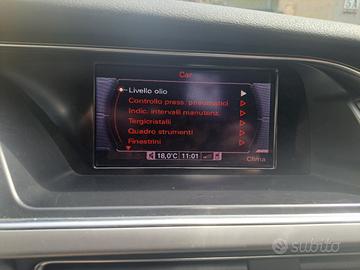 Car
Livello olio
Controllo press. pneumatici
Indic. intervalli manutenz.
Tergicristalli
Quadro strumenti
Finestrini
18,0°C 11:01
Clima
subito